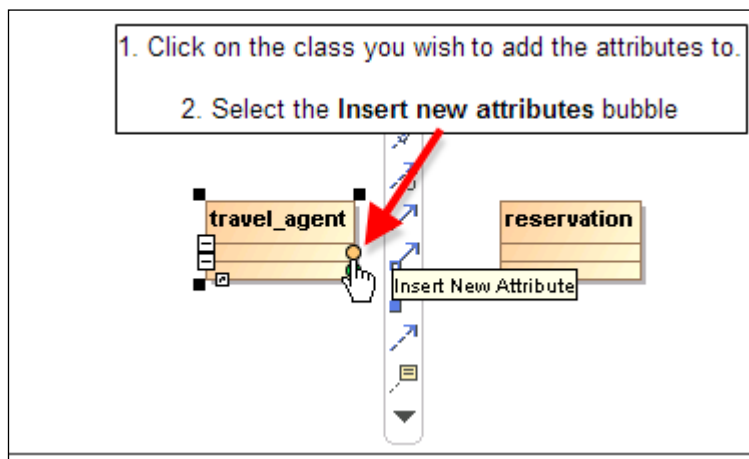 1. Click on the class you wish to add the attributes to.
2. Select the Insert new attributes bubble
travel_agent
reservation
Insert New Attribute